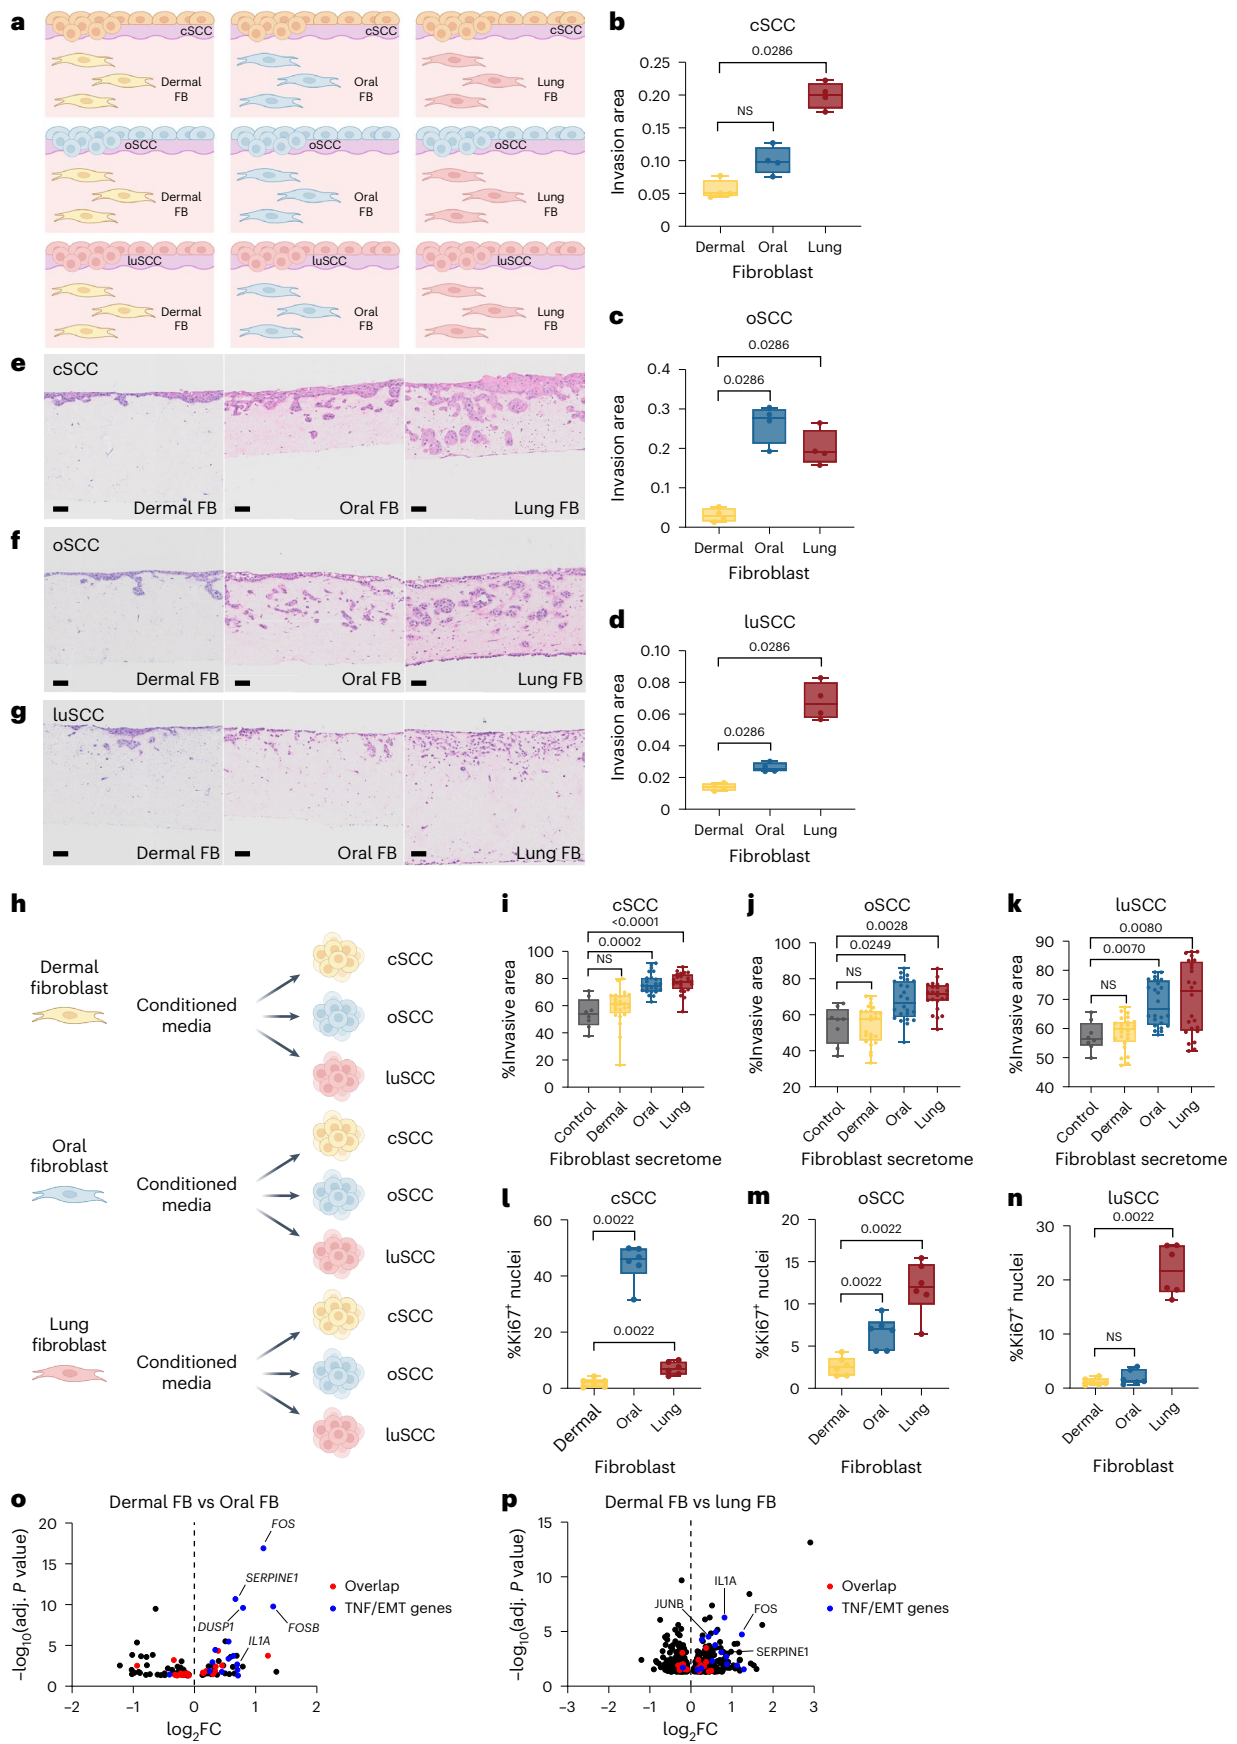 a
cSCC
cSCC
cSCC
Dermal
FB
Oral
FB
Lung
FB
oSCC
oSCC
oSCC
Dermal
FB
Oral
FB
Lung
FB
luSCC
luSCC
luSCC
Dermal
FB
Oral
FB
Lung
FB
b
cSCC
0.0286
NS
0.25
0.20
0.15
0.10
0.05
0
Invasion area
Dermal Oral Lung
Fibroblast
c
oSCC
0.0286
0.0286
0.4
0.3
0.2
0.1
0
Invasion area
Dermal Oral Lung
Fibroblast
d
luSCC
0.0286
0.0286
0.10
0.08
0.06
0.04
0.02
0
Invasion area
Dermal Oral Lung
Fibroblast
e
cSCC
Dermal FB
Oral FB
Lung FB
f
oSCC
Dermal FB
Oral FB
Lung FB
g
luSCC
Dermal FB
Oral FB
Lung FB
h
Dermal
fibroblast
Conditioned
media
cSCC
oSCC
luSCC
Oral
fibroblast
Conditioned
media
cSCC
oSCC
luSCC
Lung
fibroblast
Conditioned
media
cSCC
oSCC
luSCC
i
cSCC
<0.0001
0.0002
NS
100
80
60
40
20
0
%Invasive area
Control
Dermal
Oral
Lung
Fibroblast secretome
j
oSCC
0.0028
0.0249
NS
100
80
60
40
20
%Invasive area
Control
Dermal
Oral
Lung
Fibroblast secretome
k
luSCC
0.0080
0.0070
NS
90
80
70
60
50
40
%Invasive area
Control
Dermal
Oral
Lung
Fibroblast secretome
l
cSCC
0.0022
0.0022
60
40
20
0
%Ki67+ nuclei
Dermal
Oral
Lung
Fibroblast
m
oSCC
0.0022
0.0022
20
15
10
5
0
%Ki67+ nuclei
Dermal
Oral
Lung
Fibroblast
n
luSCC
0.0022
NS
30
20
10
0
%Ki67+ nuclei
Dermal
Oral
Lung
Fibroblast
o
Dermal FB vs Oral FB
20
15
10
5
0
−log10(adj. P value)
FOS
SERPINE1
DUSP1
FOSB
IL1A
Overlap
TNF/EMT genes
−2 −1 0 1 2
log2FC
p
Dermal FB vs lung FB
15
10
5
0
−log10(adj. P value)
IL1A
JUNB
FOS
SERPINE1
Overlap
TNF/EMT genes
−3 −2 −1 0 1 2 3
log2FC